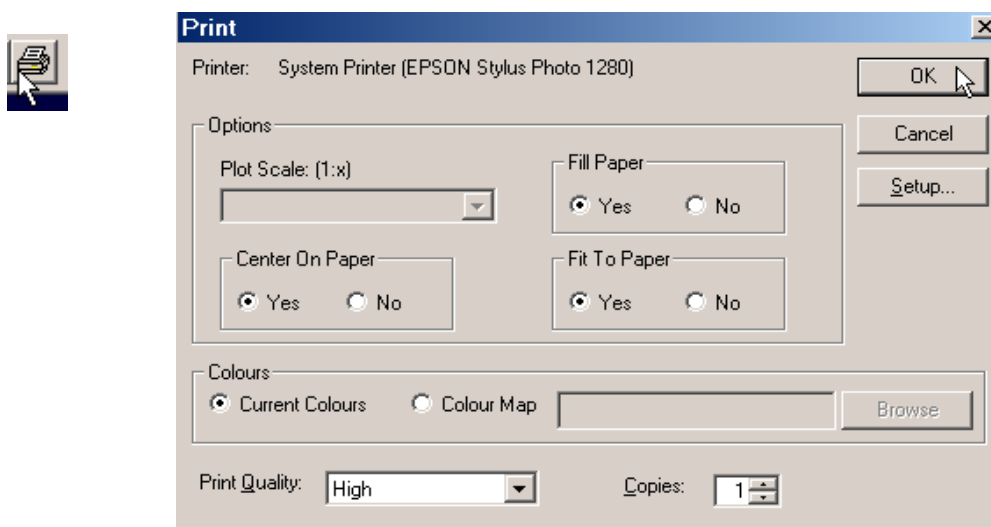 Print
Printer: System Printer (EPSON Stylus Photo 1280)
OK
Options
Cancel
Plot Scale: (1:x)
Fill Paper
Yes No
Setup...
Center On Paper
Yes No
Fit To Paper
Yes No
Colours
Current Colours Colour Map
Browse
Print Quality: High Copies: 1